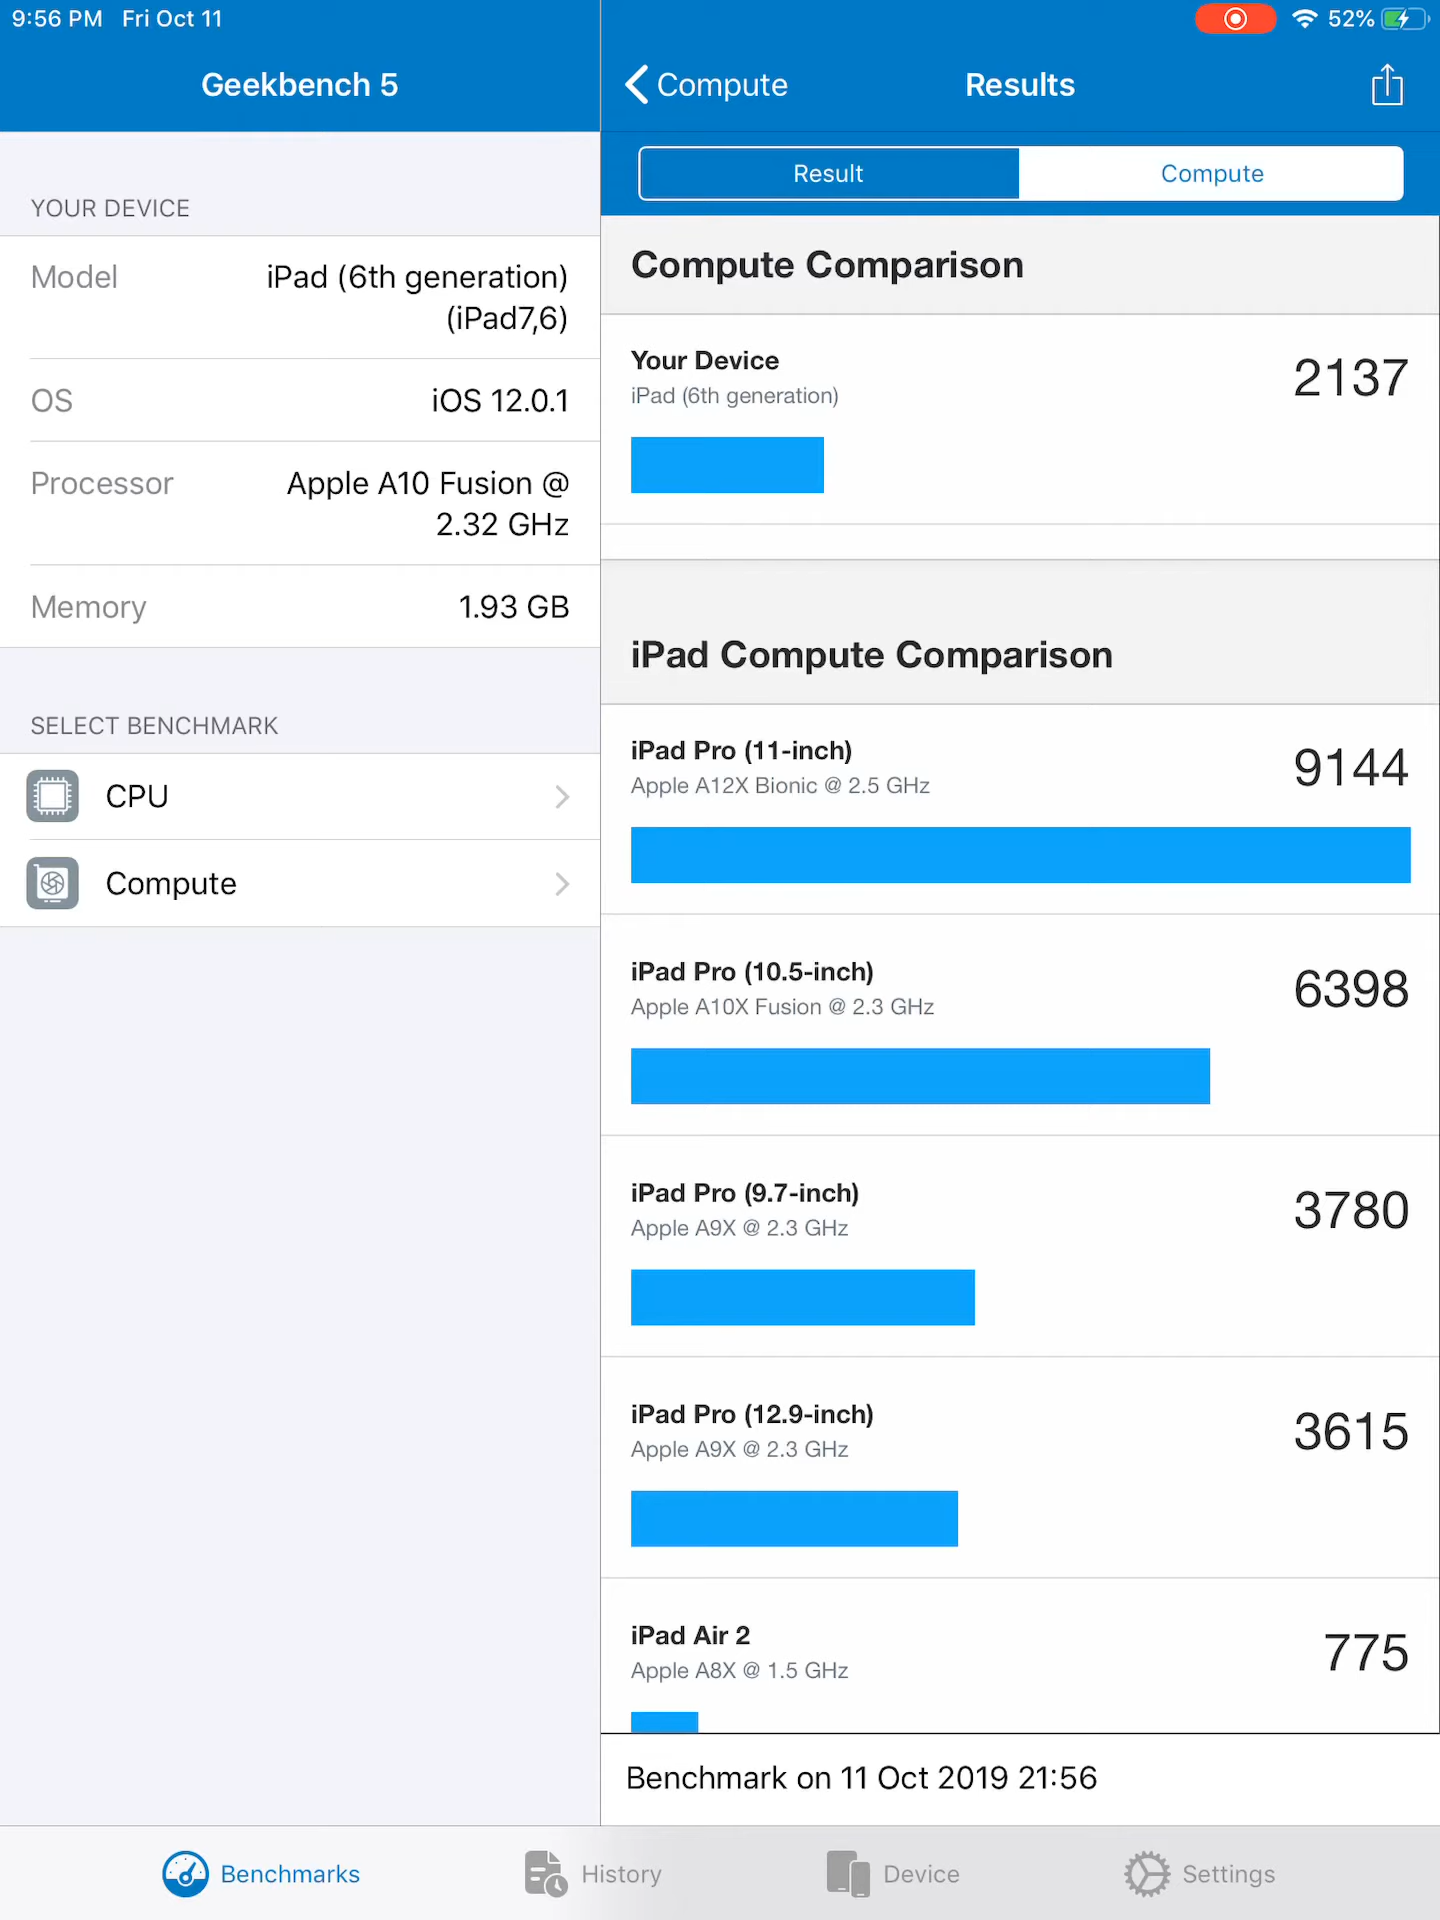 9:56 PM Fri Oct 11
52%
Geekbench 5
Compute
Results
Result
Compute
YOUR DEVICE
Model
iPad (6th generation)
(iPad7,6)
OS
iOS 12.0.1
Processor
Apple A10 Fusion @
2.32 GHz
Memory
1.93 GB
SELECT BENCHMARK
CPU
Compute
Compute Comparison
Your Device
2137
iPad (6th generation)
iPad Compute Comparison
iPad Pro (11-inch)
9144
Apple A12X Bionic @ 2.5 GHz
iPad Pro (10.5-inch)
6398
Apple A10X Fusion @ 2.3 GHz
iPad Pro (9.7-inch)
3780
Apple A9X @ 2.3 GHz
iPad Pro (12.9-inch)
3615
Apple A9X @ 2.3 GHz
iPad Air 2
775
Apple A8X @ 1.5 GHz
Benchmark on 11 Oct 2019 21:56
Benchmarks
History
Device
Settings